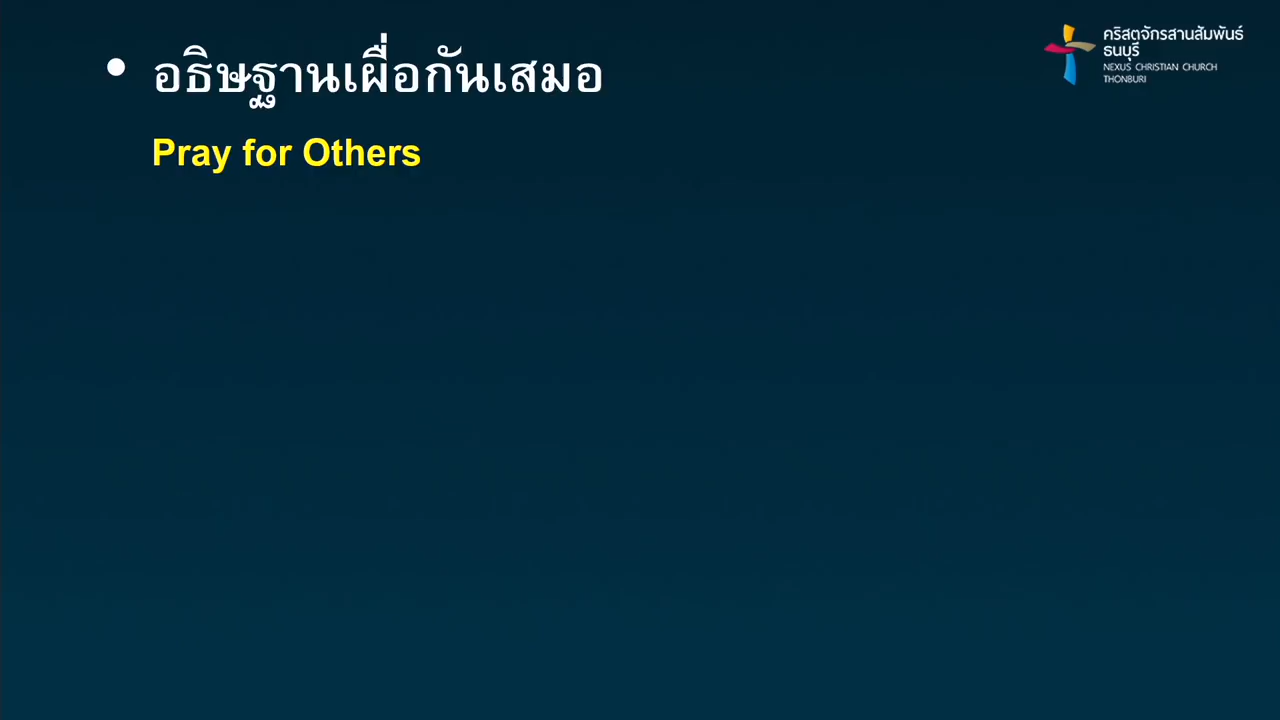 • อธิษฐานเผื่อกันเสมอ
Pray for Others
คริสตจักรสานสัมพันธ์
ธนบุรี
NEXUS CHRISTIAN CHURCH
THONBURI